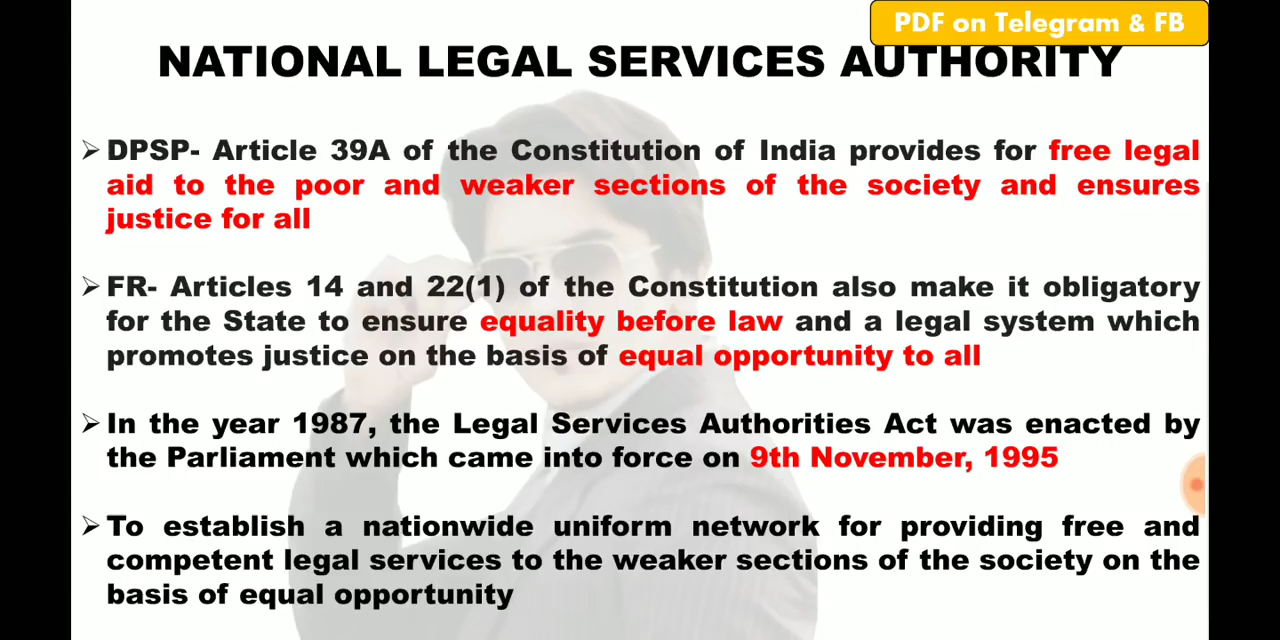 PDF on Telegram & FB
NATIONAL LEGAL SERVICES AUTHORITY
➢ DPSP- Article 39A of the Constitution of India provides for free legal
aid to the poor and weaker sections of the society and ensures
justice for all
➢ FR- Articles 14 and 22(1) of the Constitution also make it obligatory
for the State to ensure equality before law and a legal system which
promotes justice on the basis of equal opportunity to all
➢ In the year 1987, the Legal Services Authorities Act was enacted by
the Parliament which came into force on 9th November, 1995
➢ To establish a nationwide uniform network for providing free and
competent legal services to the weaker sections of the society on the
basis of equal opportunity